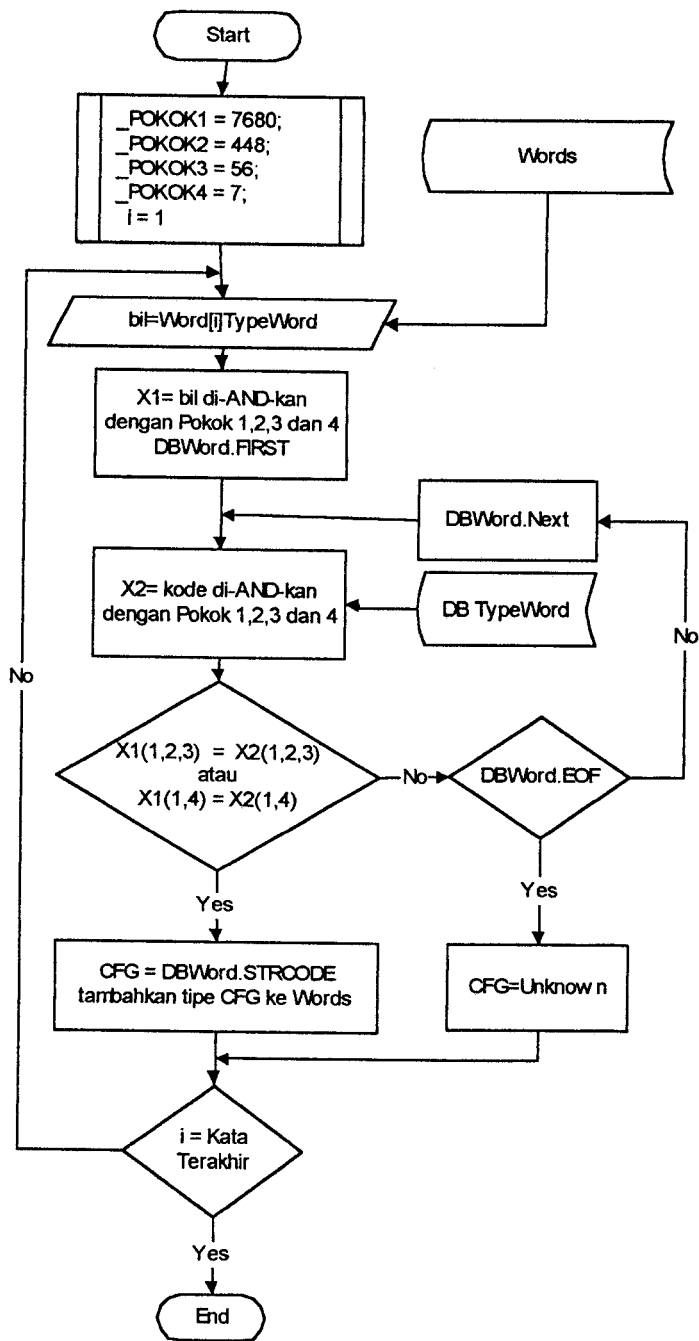 Start
_POKOK1 = 7680;
_POKOK2 = 448;
_POKOK3 = 56;
_POKOK4 = 7;
i = 1
Words
bil=Word[i]TypeWord
X1= bil di-AND-kan
dengan Pokok 1,2,3 dan 4
DBWord.FIRST
DBWord.Next
X2= kode di-AND-kan
dengan Pokok 1,2,3 dan 4
DB TypeWord
No
No
X1(1,2,3) = X2(1,2,3)
atau
X1(1,4) = X2(1,4)
No
DBWord.EOF
Yes
Yes
CFG = DBWord.STRCODE
tambahkan tipe CFG ke Words
CFG=Unknow n
i = Kata
Terakhir
Yes
End